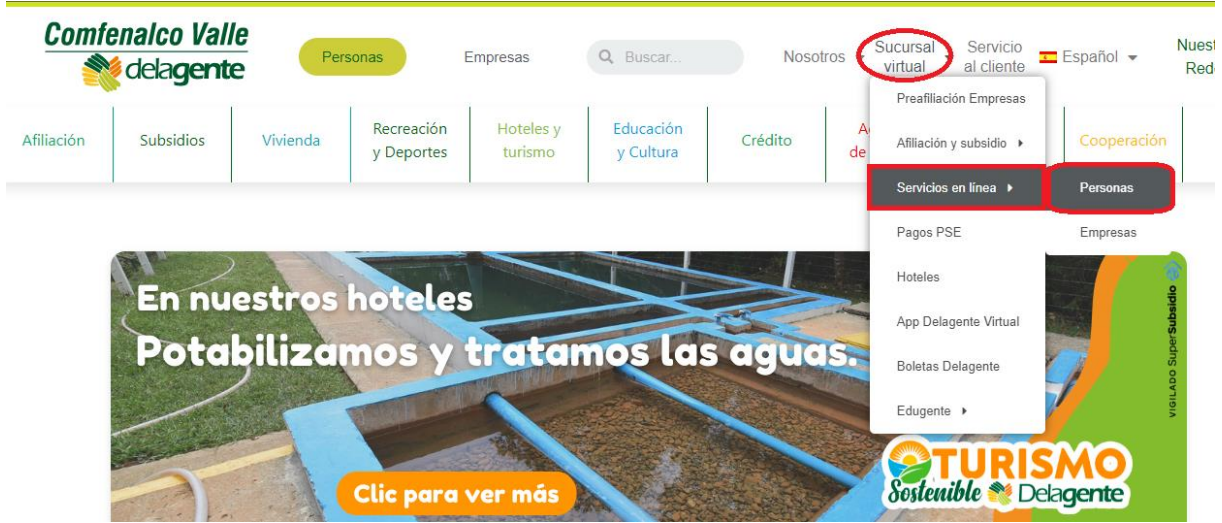 Comfenalco Valle
delagente
Personas
Empresas
Buscar...
Nosotros
Sucursal
virtual
Servicio
al cliente
Español
Afiliación
Subsidios
Vivienda
Recreación
y Deportes
Hoteles y
turismo
Educación
y Cultura
Crédito
de
Cooperación
Preafiliación Empresas
Afiliación y subsidio
Servicios en línea
Pagos PSE
Hoteles
App Delagente Virtual
Boletas Delagente
Edugente
Personas
Empresas
En nuestros hoteles
Potabilizamos y tratamos las aguas.
Clic para ver más
VIGILADO SuperSubsidio
TURISMO
Sostenible Delagente